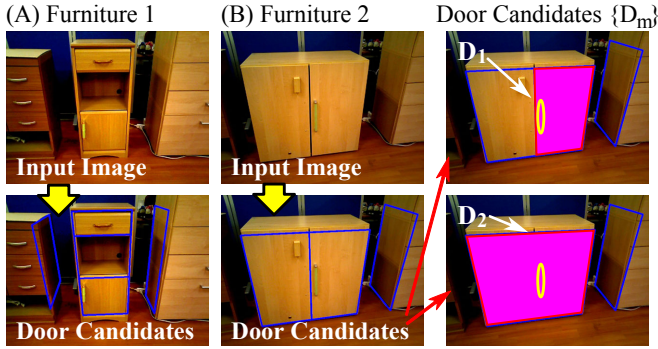 (A) Furniture 1
(B) Furniture 2
Door Candidates {Dm}
Input Image
Input Image
D1
Door Candidates
Door Candidates
D2